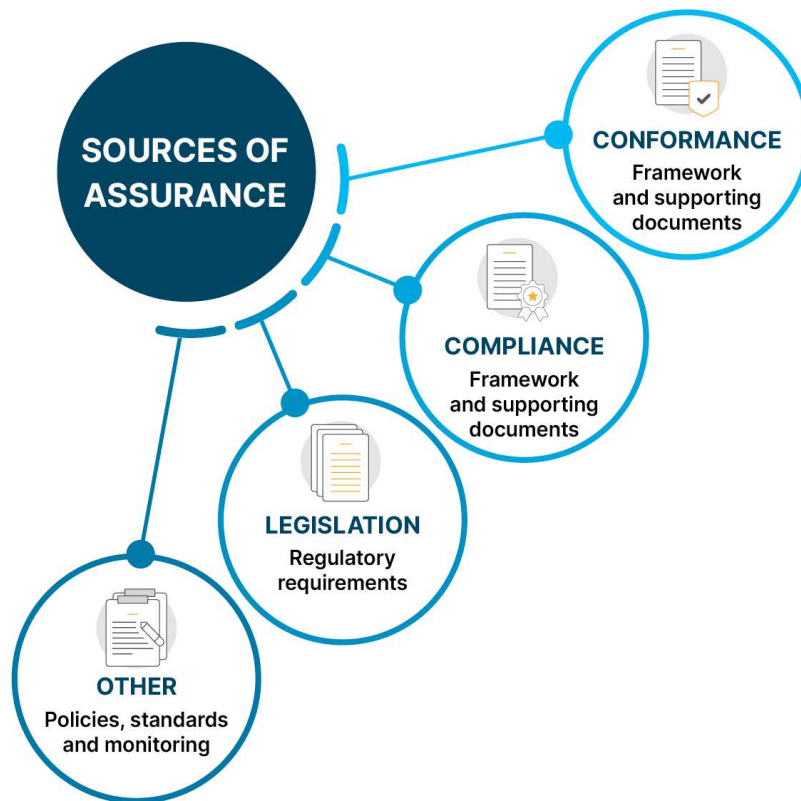 SOURCES OF
ASSURANCE
CONFORMANCE
Framework
and supporting
documents
COMPLIANCE
Framework
and supporting
documents
LEGISLATION
Regulatory
requirements
OTHER
Policies, standards
and monitoring